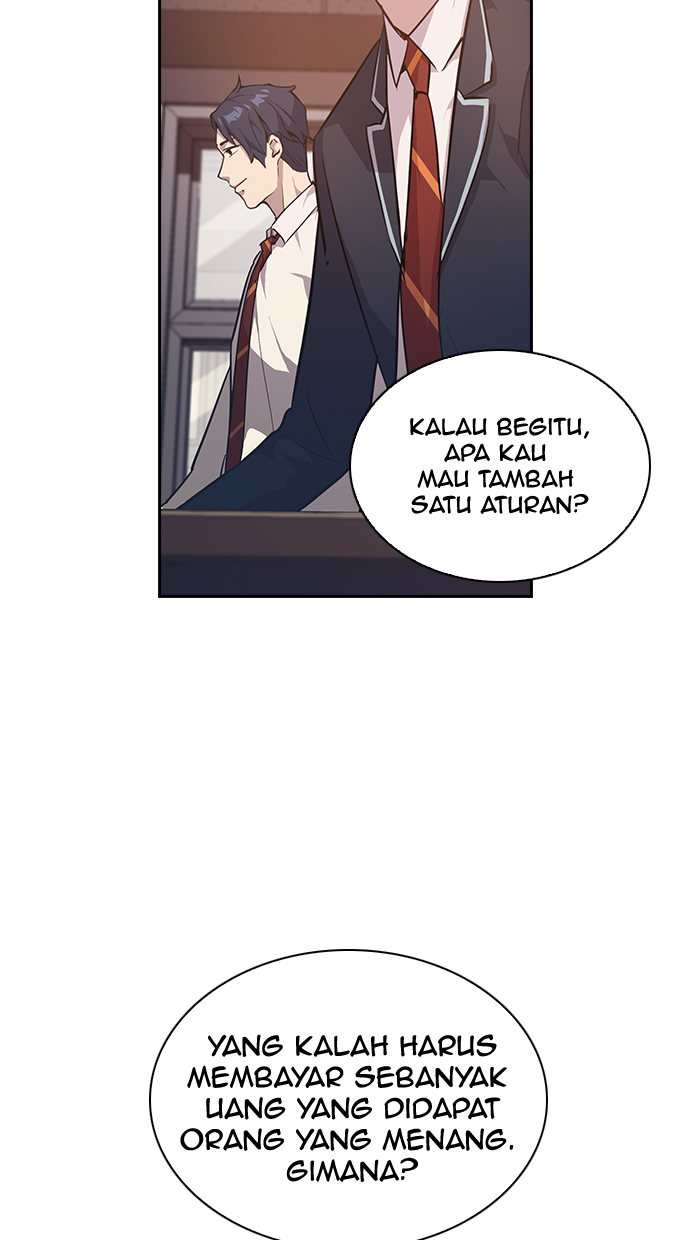 KALAU BEGITU,
APA KAU
MAU TAMBAH
SATU ATURAN?
YANG KALAH HARUS
MEMBAYAR SEBANYAK
UANG YANG DIDAPAT
ORANG YANG MENANG.
GIMANA?